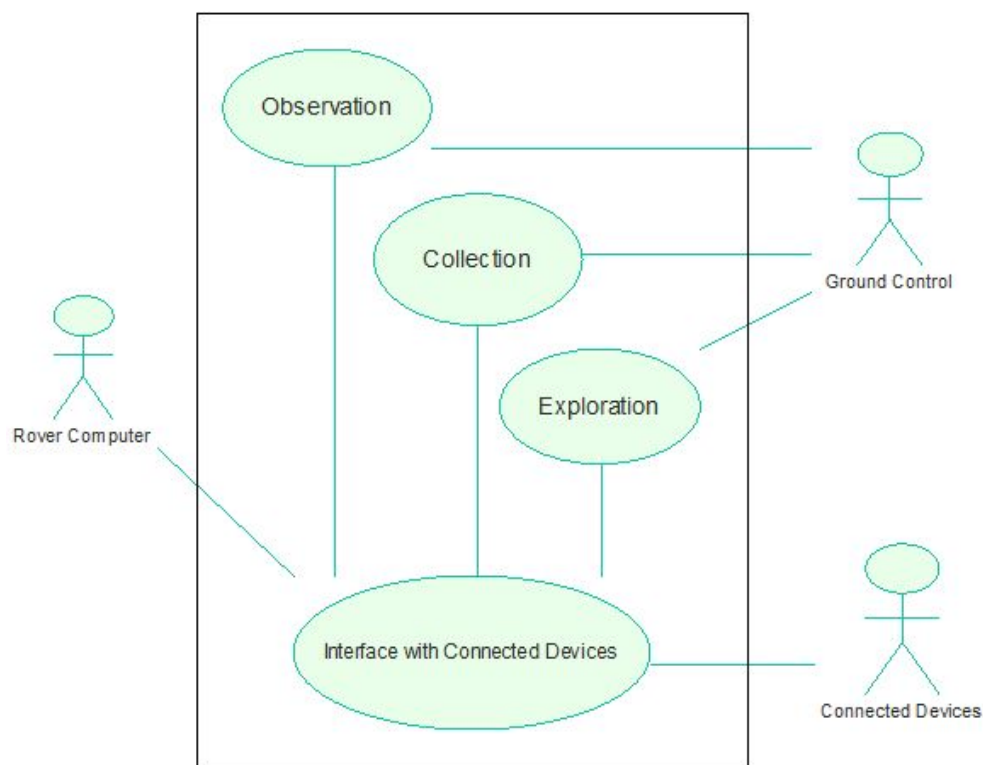 Observation
Collection
Ground Control
Exploration
Rover Computer
Interface with Connected Devices
Connected Devices